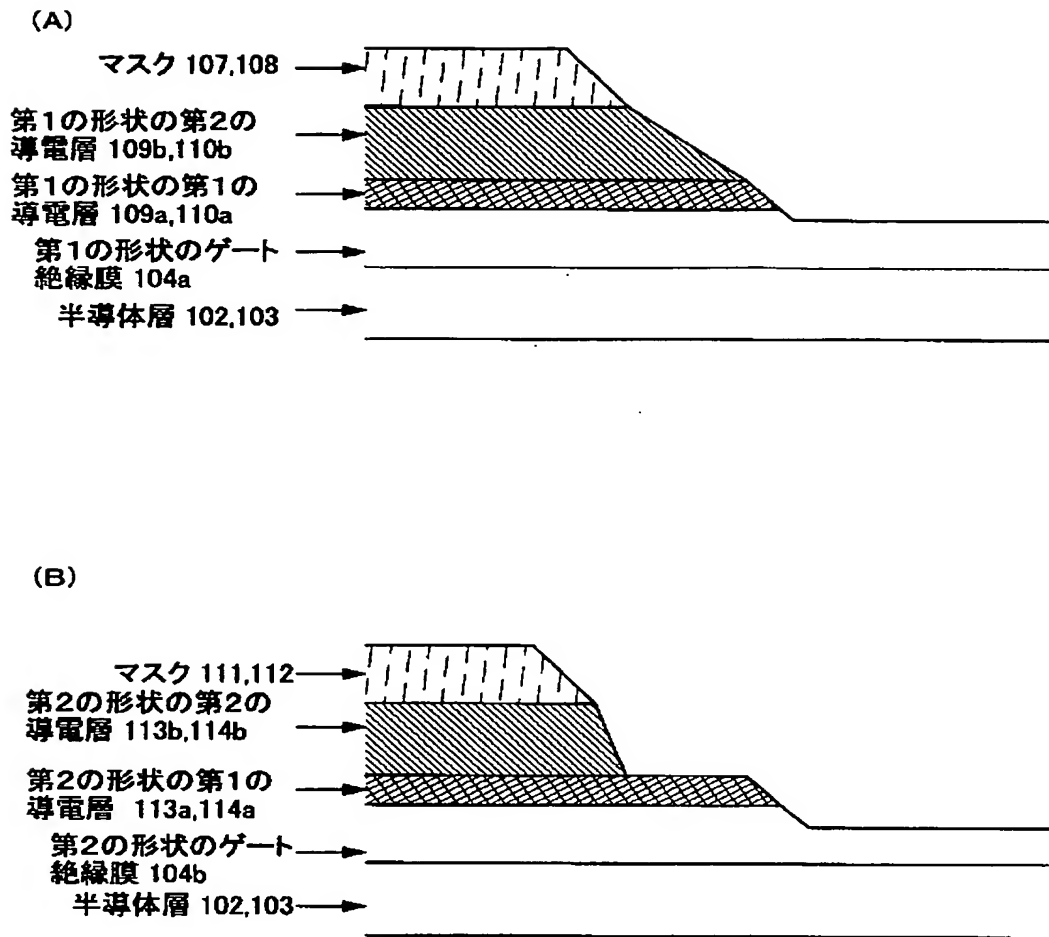 (A)
マスク 107,108
第1の形状の第2の
導電層 109b,110b
第1の形状の第1の
導電層 109a,110a
第1の形状のゲート
絶縁膜 104a
半導体層 102,103
(B)
マスク 111,112
第2の形状の第2の
導電層 113b,114b
第2の形状の第1の
導電層 113a,114a
第2の形状のゲート
絶縁膜 104b
半導体層 102,103